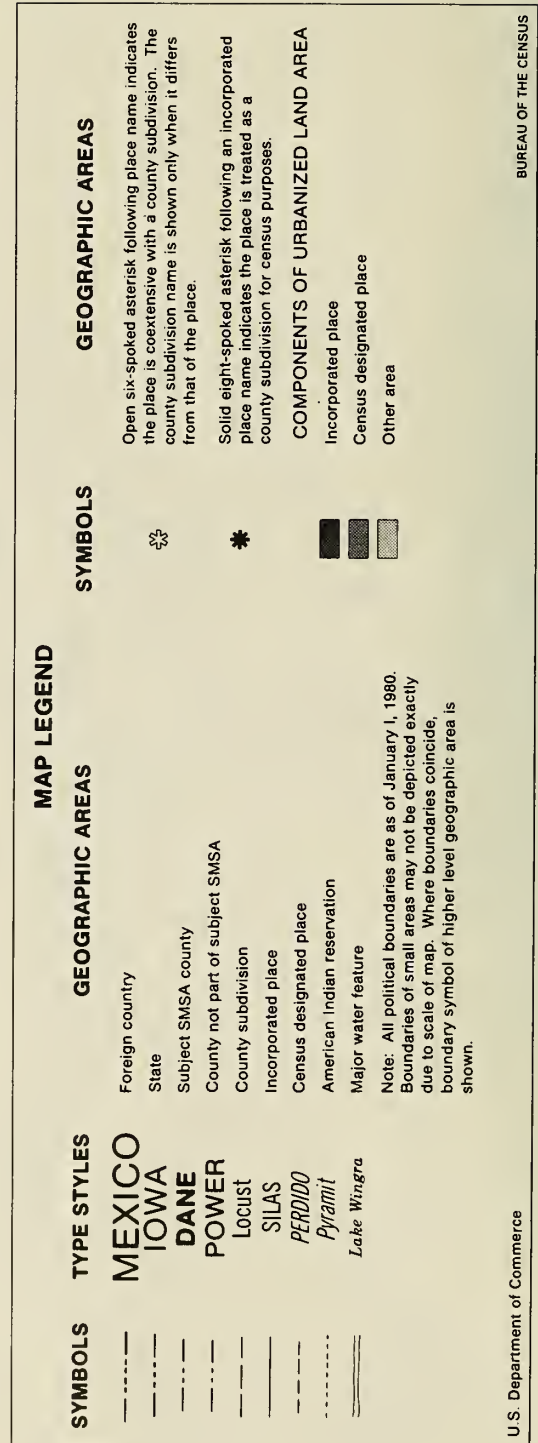 MAP LEGEND
SYMBOLS TYPE STYLES GEOGRAPHIC AREAS
MEXICO Foreign country
IOWA State
DANE Subject SMSA county
POWER County not part of subject SMSA
Locust County subdivision
SILAS Incorporated place
PERDIDO Census designated place
Pyramit American Indian reservation
Lake Wingra Major water feature
Note: All political boundaries are as of January 1, 1980.
Boundaries of small areas may not be depicted exactly
due to scale of map. Where boundaries coincide,
boundary symbol of higher level geographic area is
shown.
SYMBOLS GEOGRAPHIC AREAS
Open six-spoked asterisk following place name indicates
the place is coextensive with a county subdivision. The
county subdivision name is shown only when it differs
from that of the place.
Solid eight-spoked asterisk following an incorporated
place name indicates the place is treated as a
county subdivision for census purposes.
COMPONENTS OF URBANIZED LAND AREA
Incorporated place
Census designated place
Other area
U.S. Department of Commerce
BUREAU OF THE CENSUS